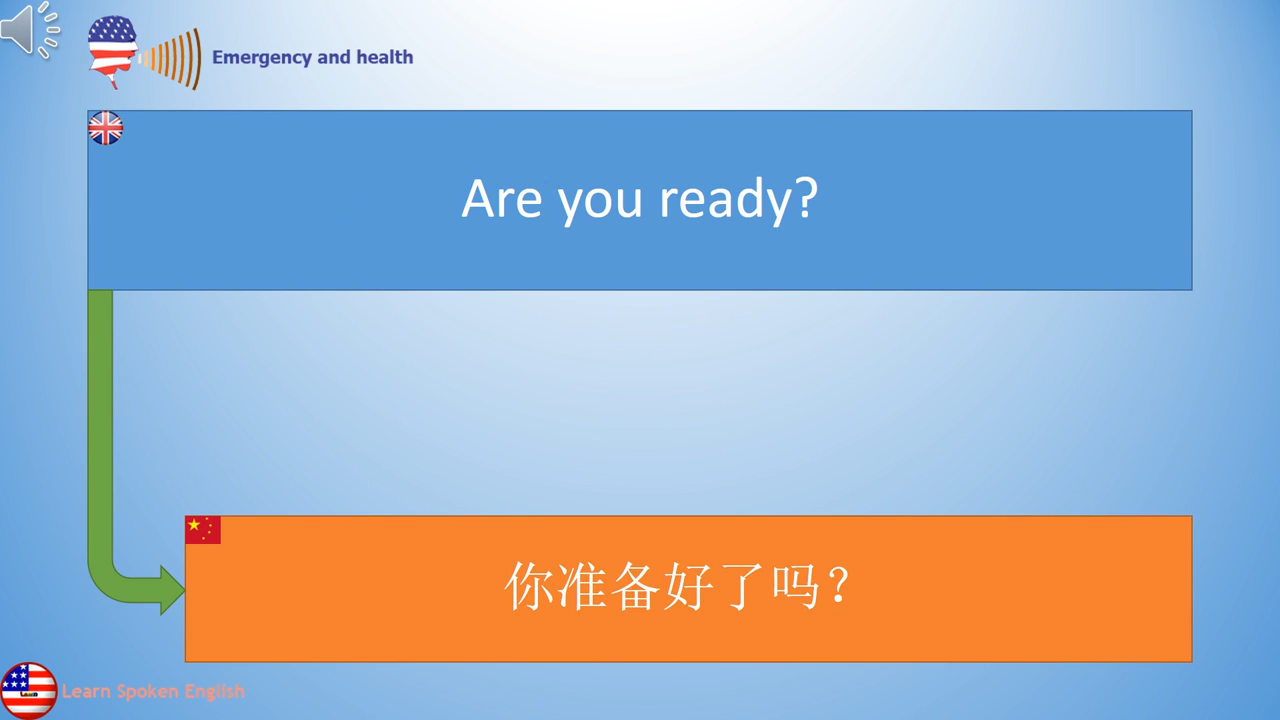 Emergency and health
Are you ready?
你准备好了吗?
Learn Spoken English